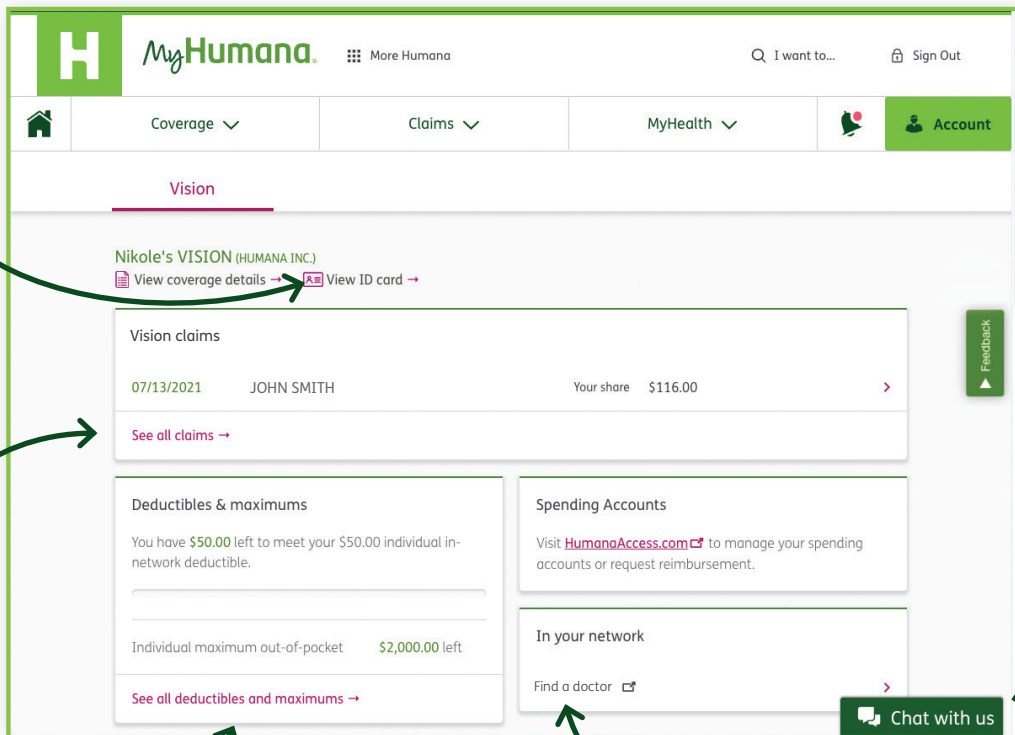 H MyHumana. More Humana I want to... Sign Out
Coverage Claims MyHealth Account
Vision
Nikole's VISION (HUMANA INC.)
View coverage details → View ID card →
Vision claims
07/13/2021 JOHN SMITH Your share $116.00
See all claims →
Feedback
Deductibles & maximums
You have $50.00 left to meet your $50.00 individual in-
network deductible.
Individual maximum out-of-pocket $2,000.00 left
See all deductibles and maximums →
Spending Accounts
Visit HumanaAccess.com to manage your spending
accounts or request reimbursement.
In your network
Find a doctor
Chat with us